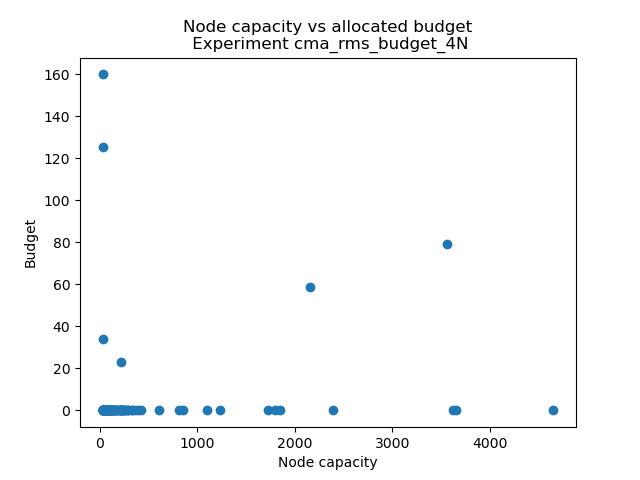 Node capacity vs allocated budget
Experiment cma_rms_budget_4N
160
140
120
100
80
60
40
20
0
Budget
0 1000 2000 3000 4000
Node capacity